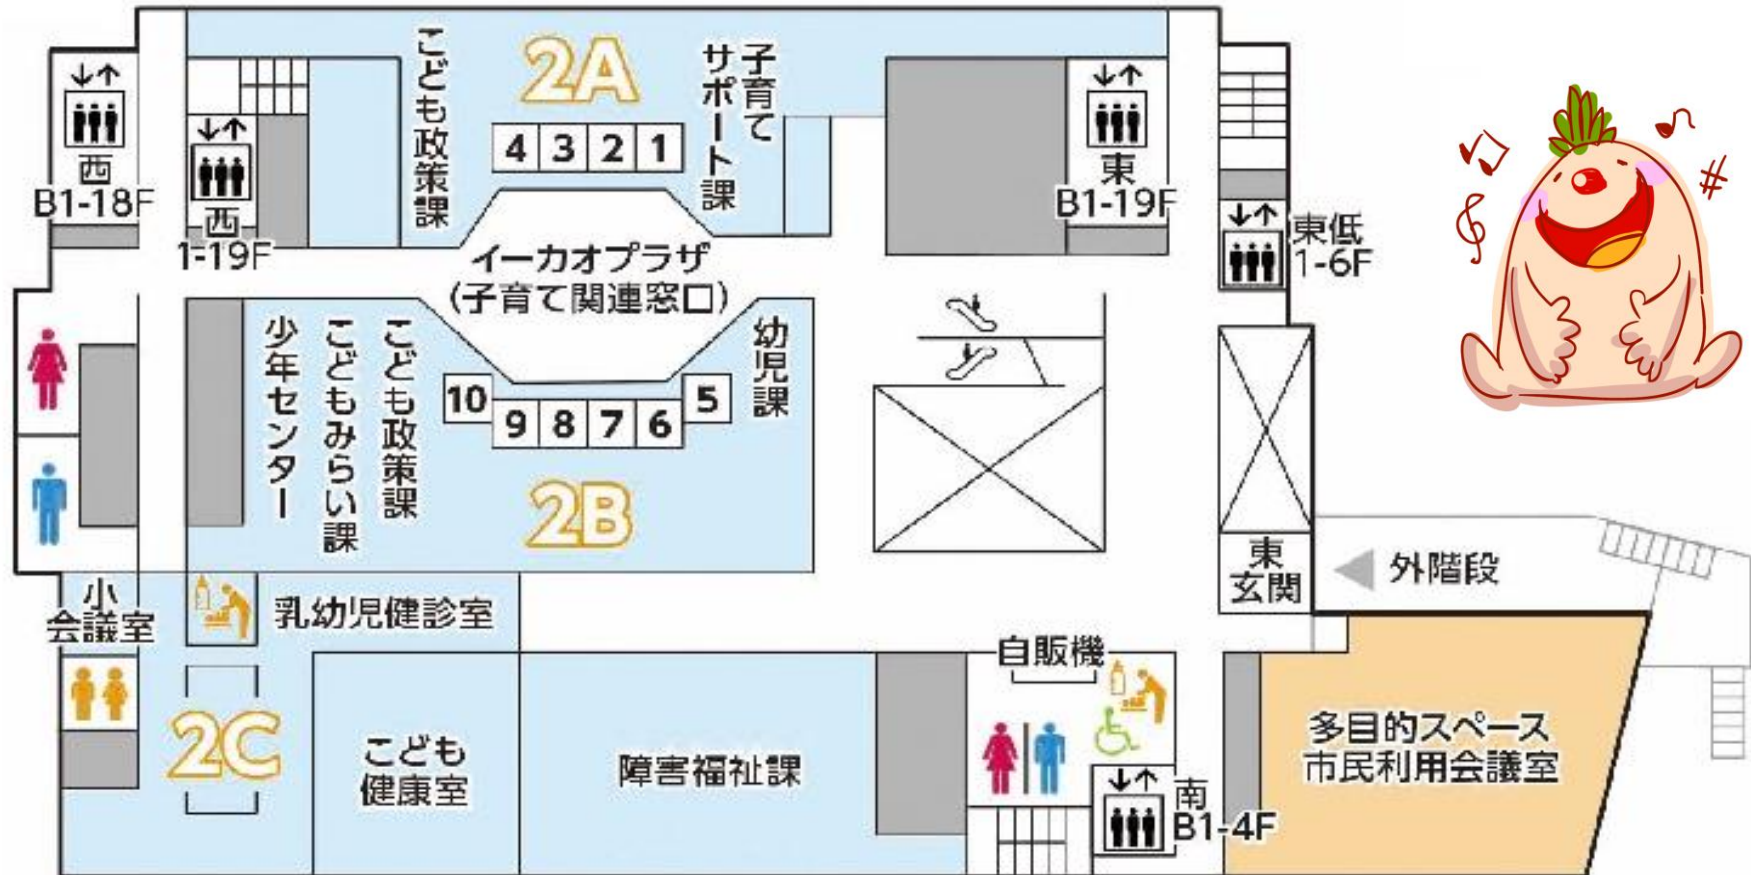 2A
こども政策課
子育て
サポート課
4 3 2 1
西
B1-18F
西
1-19F
東
B1-19F
東低
1-6F
イーカオプラザ
(子育て関連窓口)
少年センター
こどもみらい課
こども政策課
幼児課
10 9 8 7 6 5
2B
東
玄関
外階段
小
会議室
乳幼児健診室
自販機
2C
こども
健康室
障害福祉課
南
B1-4F
多目的スペース
市民利用会議室